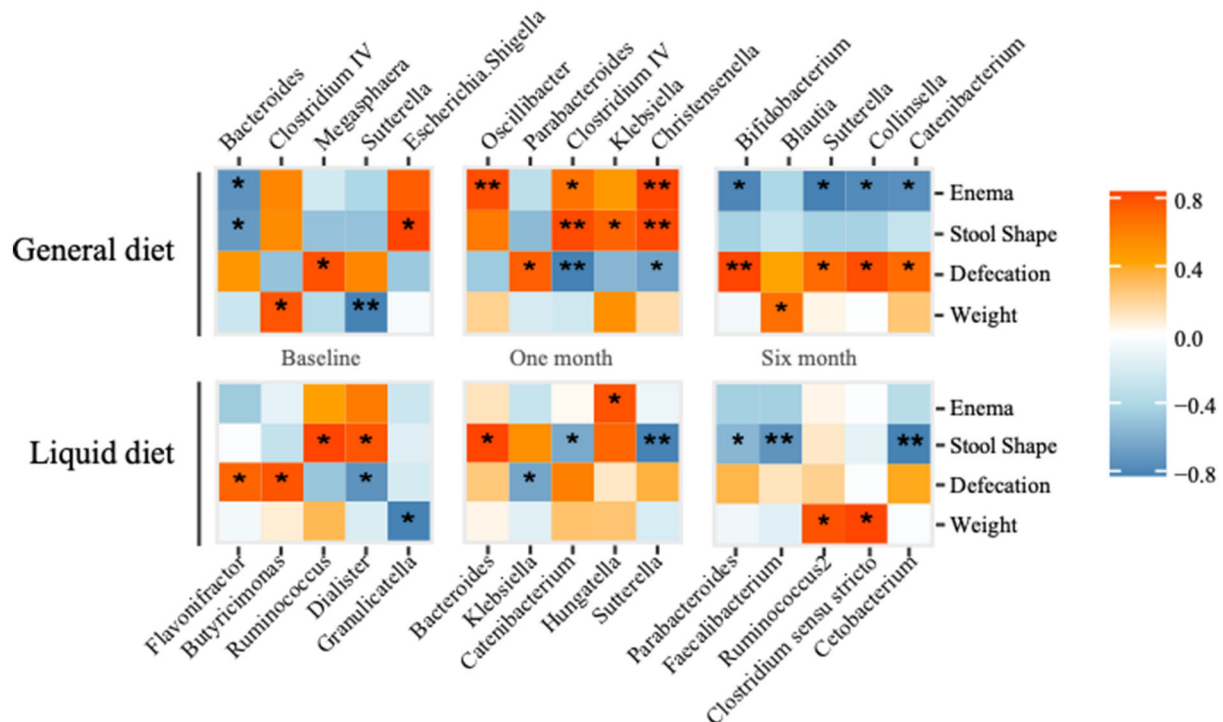 Bacteroides
Clostridium IV
Megasphaera
Sutterella
Escherichia.Shigella
Oscillibacter
Parabacteroides
Clostridium IV
Klebsiella
Christensenella
Bifidobacterium
Blautia
Sutterella
Collinsella
Catenibacterium
General diet
* * ** * ** * * * *
Enema
* * ** * **
Stool Shape
* * ** * ** * * *
Defecation
* ** *
Weight
0.8
0.4
0.0
−0.4
−0.8
Baseline
One month
Six month
Liquid diet
*
Enema
* * * * ** * ** **
Stool Shape
* * * *
Defecation
* * *
Weight
Flavonifractor
Butyricimonas
Ruminococcus
Dialister
Granulicatella
Bacteroides
Klebsiella
Catenibacterium
Hungatella
Sutterella
Parabacteroides
Faecalibacterium
Ruminococcus2
Clostridium sensu stricto
Cetobacterium